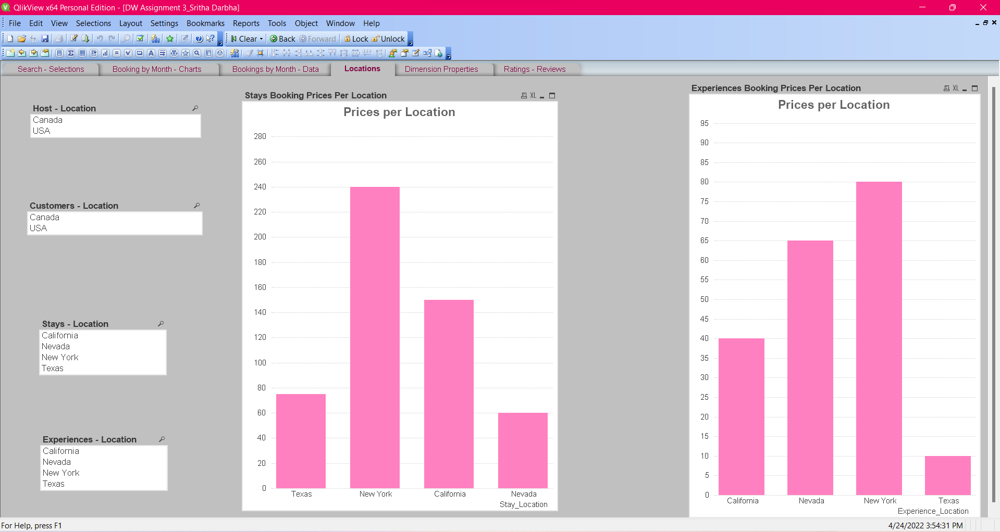 QlikView x64 Personal Edition - [DW Assignment 3_Sritha Darbha]
File Edit View Selections Layout Settings Bookmarks Reports Tools Object Window Help
Clear Back Forward Lock Unlock
Search - Selections Booking by Month - Charts Bookings by Month - Data Locations Dimension Properties Ratings - Reviews
Host - Location
Canada
USA
Customers - Location
Canada
USA
Stays - Location
California
Nevada
New York
Texas
Experiences - Location
California
Nevada
New York
Texas
Stays Booking Prices Per Location XL
Prices per Location
280
260
240
220
200
180
160
140
120
100
80
60
40
20
0
Texas New York California Nevada
Stay_Location
Experiences Booking Prices Per Location XL
Prices per Location
95
90
85
80
75
70
65
60
55
50
45
40
35
30
25
20
15
10
5
0
California Nevada New York Texas
Experience_Location
For Help, press F1 4/24/2022 3:54:31 PM